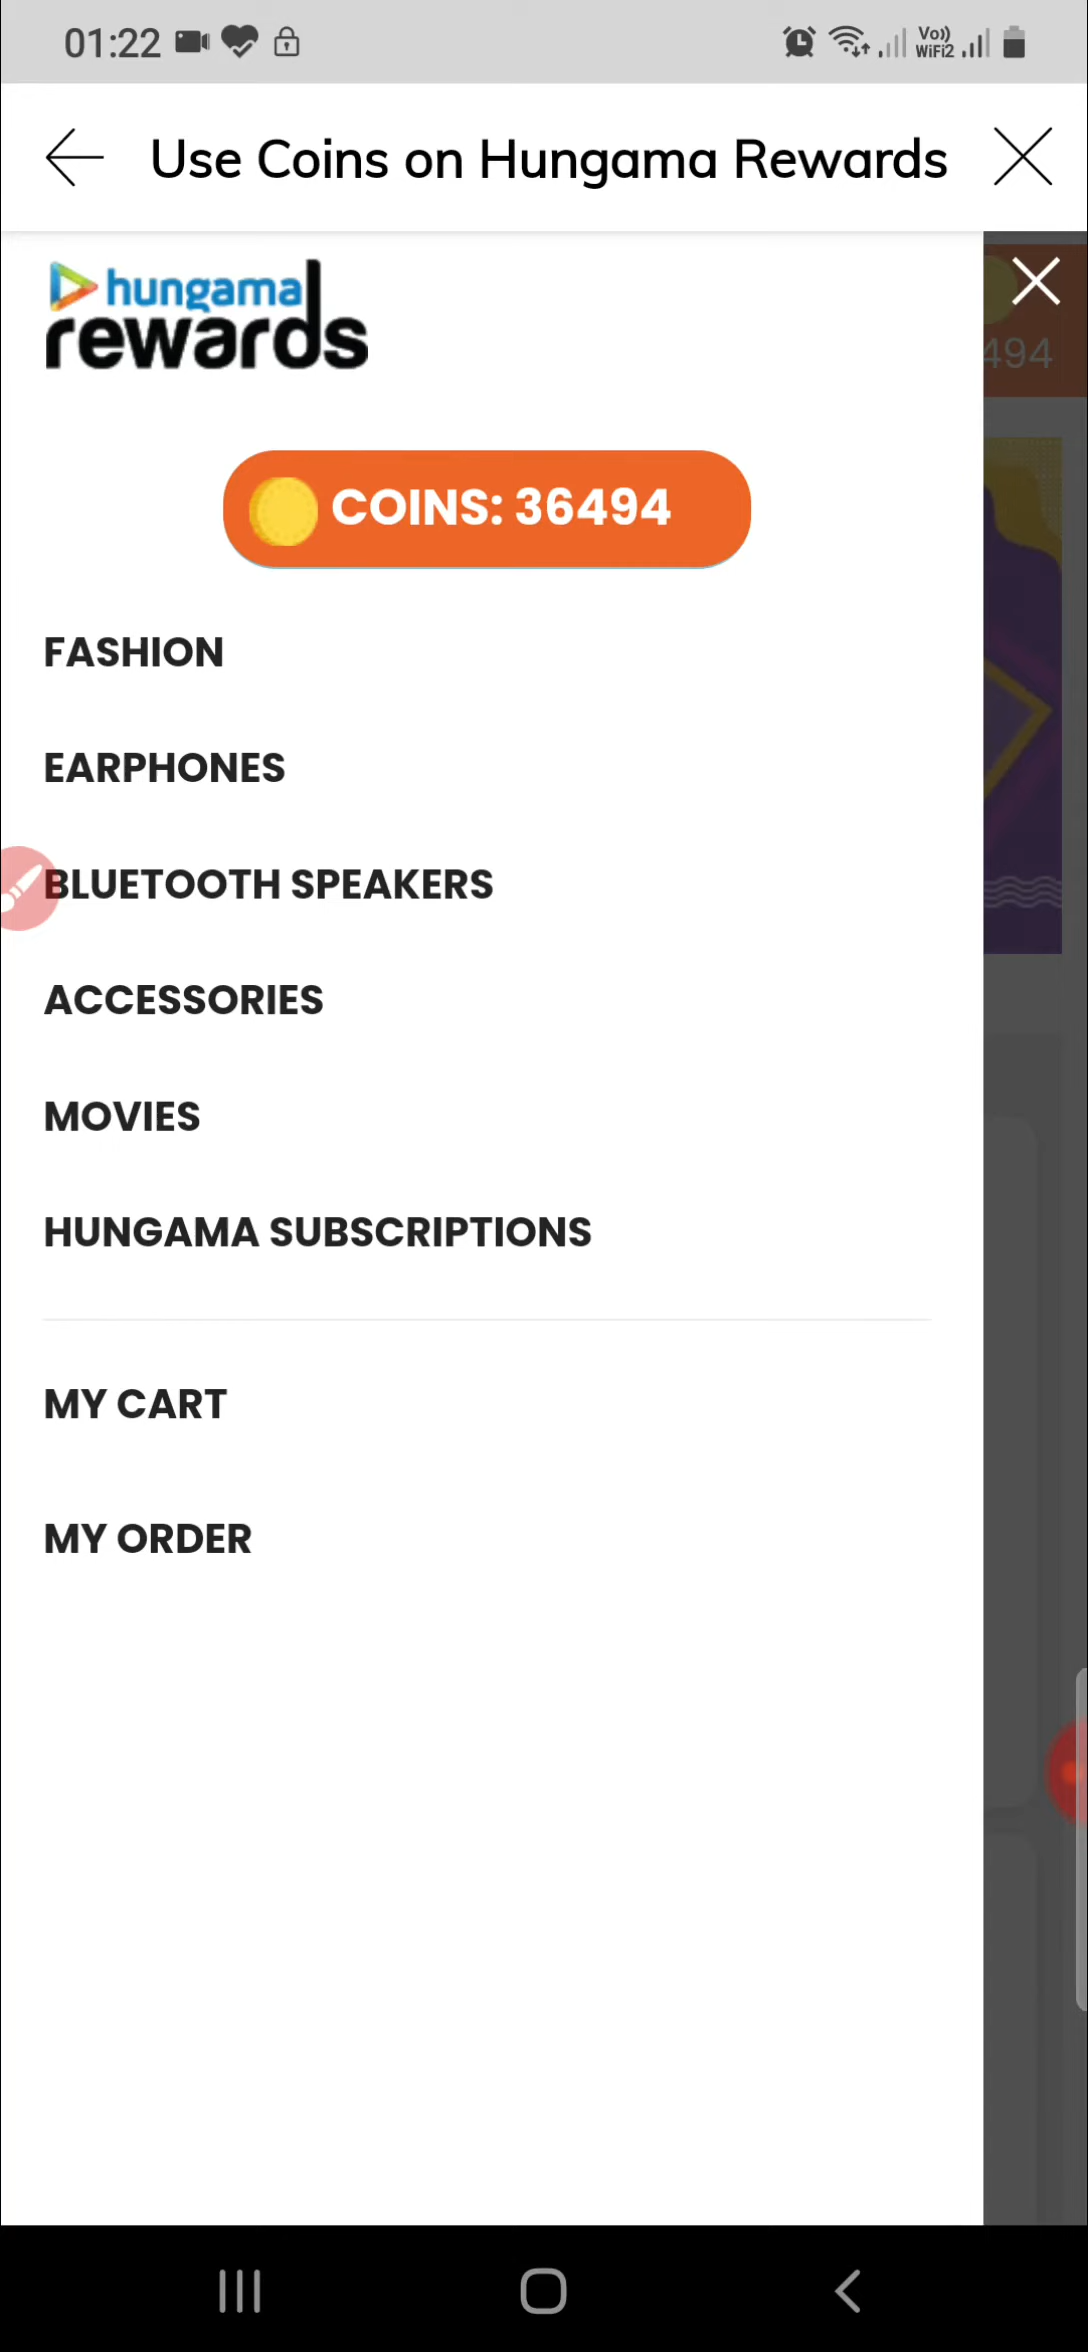 01:22
Vo))
WiFi2
Use Coins on Hungama Rewards
hungama
rewards
494
COINS: 36494
FASHION
EARPHONES
BLUETOOTH SPEAKERS
ACCESSORIES
MOVIES
HUNGAMA SUBSCRIPTIONS
MY CART
MY ORDER